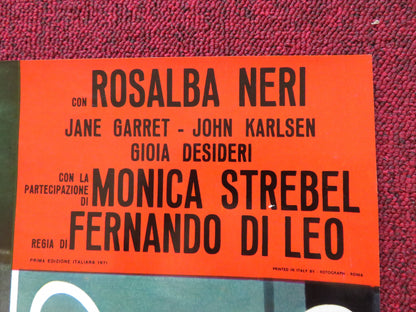 CON ROSALBA NERI
JANE GARRET - JOHN KARLSEN
GIOIA DESIDERI
CON LA PARTECIPAZIONE DI MONICA STREBEL
REGIA DI FERNANDO DI LEO
PRIMA EDIZIONE ITALIANA 1971
PRINTED IN ITALY BY - ROTOGRAPH - ROMA